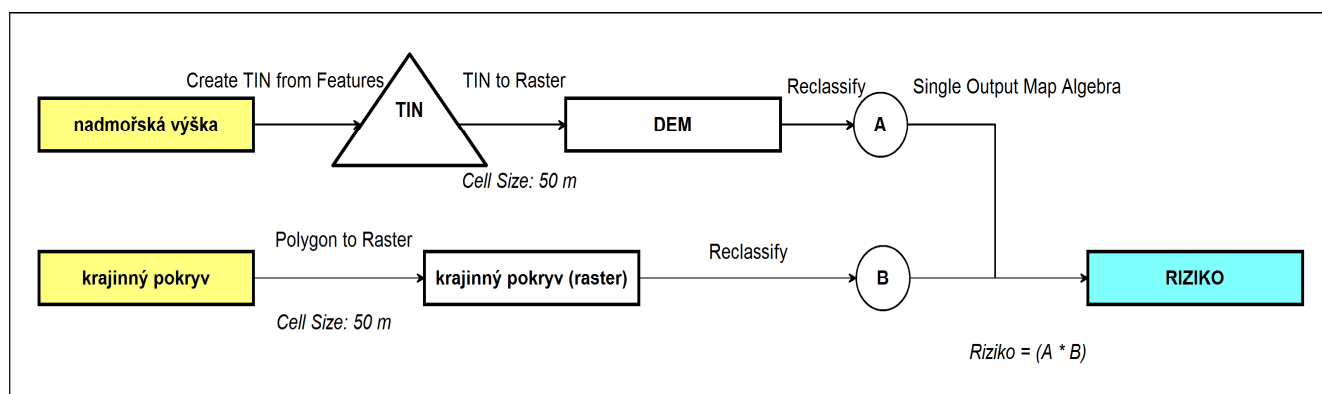 Create TIN from Features
TIN to Raster
Reclassify
Single Output Map Algebra
nadmořská výška
TIN
DEM
A
Cell Size: 50 m
Polygon to Raster
Reclassify
krajinný pokryv
krajinný pokryv (raster)
B
RIZIKO
Cell Size: 50 m
Riziko = (A * B)